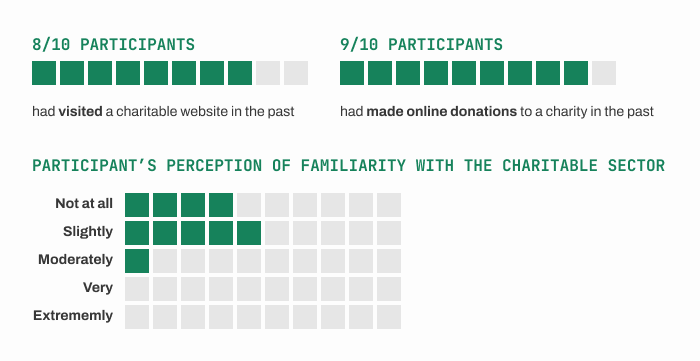 8/10 PARTICIPANTS
had visited a charitable website in the past
9/10 PARTICIPANTS
had made online donations to a charity in the past
PARTICIPANT’S PERCEPTION OF FAMILIARITY WITH THE CHARITABLE SECTOR
Not at all
Slightly
Moderately
Very
Extrememly